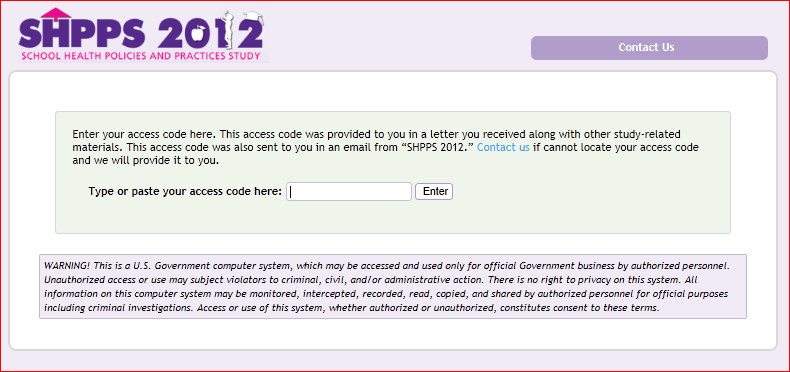 SHPPS 2012
SCHOOL HEALTH POLICIES AND PRACTICES STUDY
Contact Us
Enter your access code here. This access code was provided to you in a letter you received along with other study-related
materials. This access code was also sent to you in an email from “SHPPS 2012.” Contact us if cannot locate your access code
and we will provide it to you.
Type or paste your access code here: Enter
WARNING! This is a U.S. Government computer system, which may be accessed and used only for official Government business by authorized personnel.
Unauthorized access or use may subject violators to criminal, civil, and/or administrative action. There is no right to privacy on this system. All
information on this computer system may be monitored, intercepted, recorded, read, copied, and shared by authorized personnel for official purposes
including criminal investigations. Access or use of this system, whether authorized or unauthorized, constitutes consent to these terms.